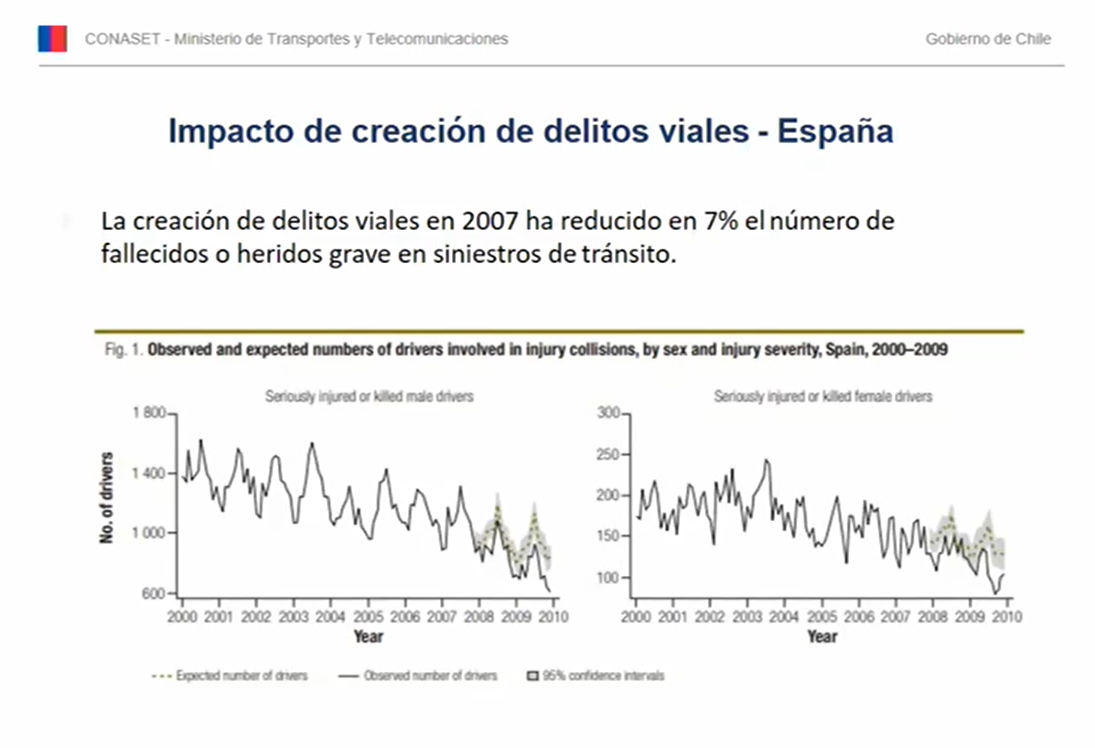 CONASET - Ministerio de Transportes y Telecomunicaciones
Gobierno de Chile
Impacto de creación de delitos viales - España
La creación de delitos viales en 2007 ha reducido en 7% el número de
fallecidos o heridos grave en siniestros de tránsito.
Fig. 1. Observed and expected numbers of drivers involved in injury collisions, by sex and injury severity, Spain, 2000–2009
Seriously injured or killed male drivers
No. of drivers
1 800
1 400
1 000
600
2000 2001 2002 2003 2004 2005 2006 2007 2008 2009 2010
Year
Seriously injured or killed female drivers
300
250
200
150
100
2000 2001 2002 2003 2004 2005 2006 2007 2008 2009 2010
Year
Expected number of drivers
Observed number of drivers
95% confidence intervals